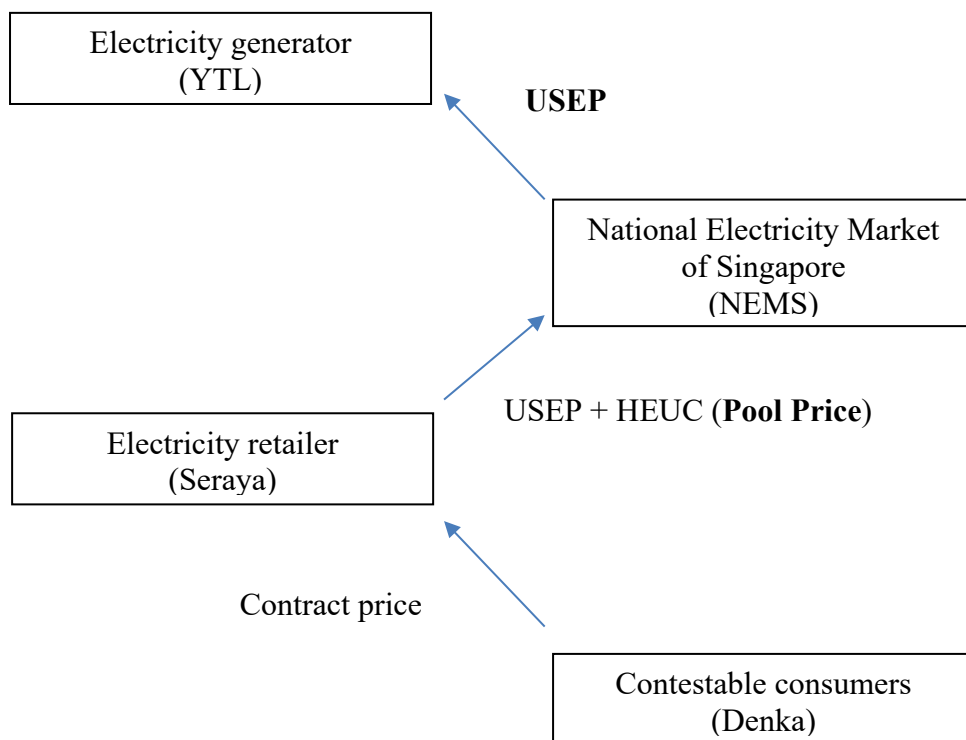 Electricity generator
(YTL)
USEP
National Electricity Market
of Singapore
(NEMS)
USEP + HEUC (Pool Price)
Electricity retailer
(Seraya)
Contract price
Contestable consumers
(Denka)